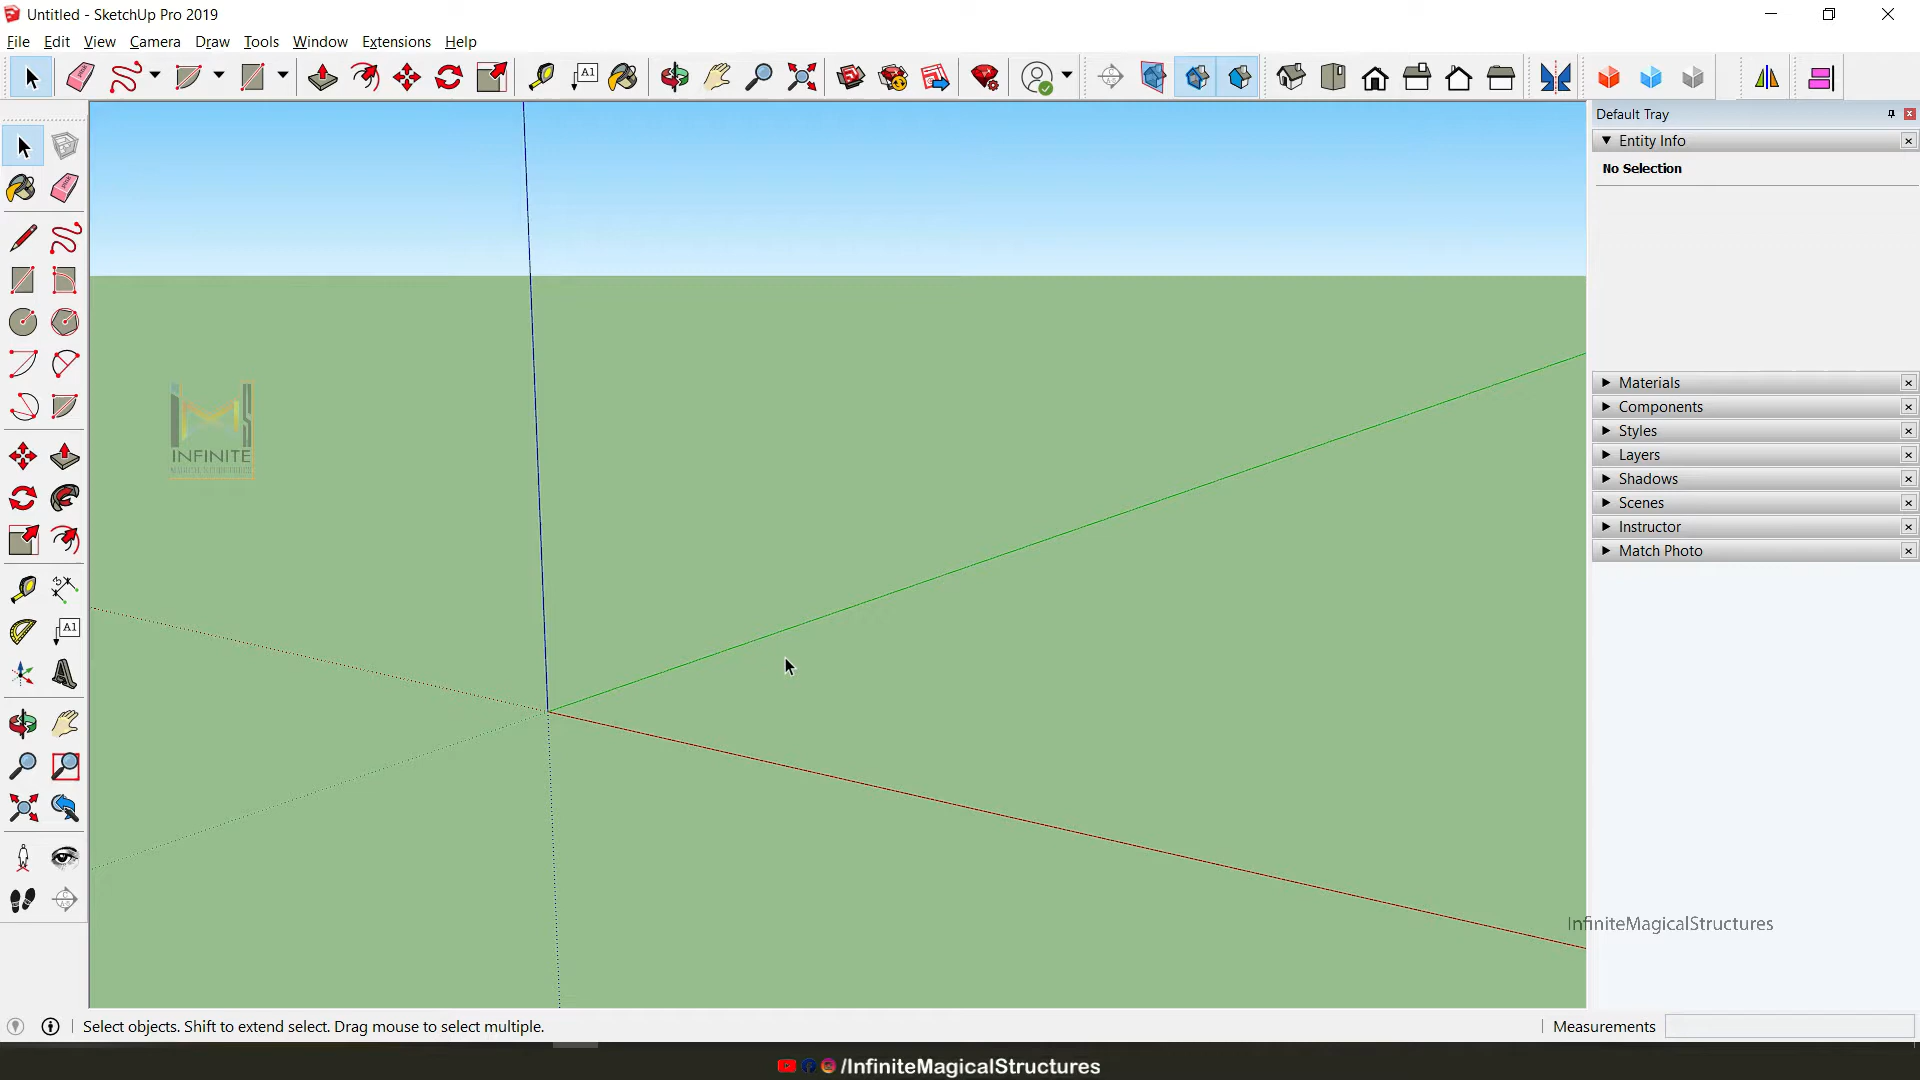 Untitled - SketchUp Pro 2019
File Edit View Camera Draw Tools Window Extensions Help
A1
Default Tray
Entity Info
No Selection
Materials
Components
Styles
Layers
Shadows
Scenes
Instructor
Match Photo
INFINITE
A1
InfiniteMagicalStructures
Select objects. Shift to extend select. Drag mouse to select multiple.
Measurements
/InfiniteMagicalStructures